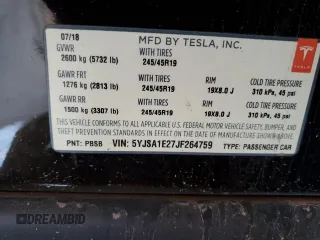 07/18 MFD BY TESLA, INC.
GVWR
2600 kg (5732 lb) WITH TIRES 245/45R19
GAWR FRT WITH TIRES RIM COLD TIRE PRESSURE
1276 kg (2813 lb) 245/45R19 19X8.0 J 310 kPa, 45 psi
GAWR RR WITH TIRES RIM COLD TIRE PRESSURE
1500 kg (3307 lb) 245/45R19 19X8.0 J 310 kPa, 45 psi
THIS VEHICLE CONFORMS TO ALL APPLICABLE
FEDERAL MOTOR VEHICLE SAFETY, BUMPER, AND
THEFT PREVENTION STANDARDS IN EFFECT ON THE
DATE OF MANUFACTURE SHOWN ABOVE.
PNT: PBSB VIN: 5YJSA1E27JF264759 TYPE: PASSENGER CAR
TESLA
DREAMBID